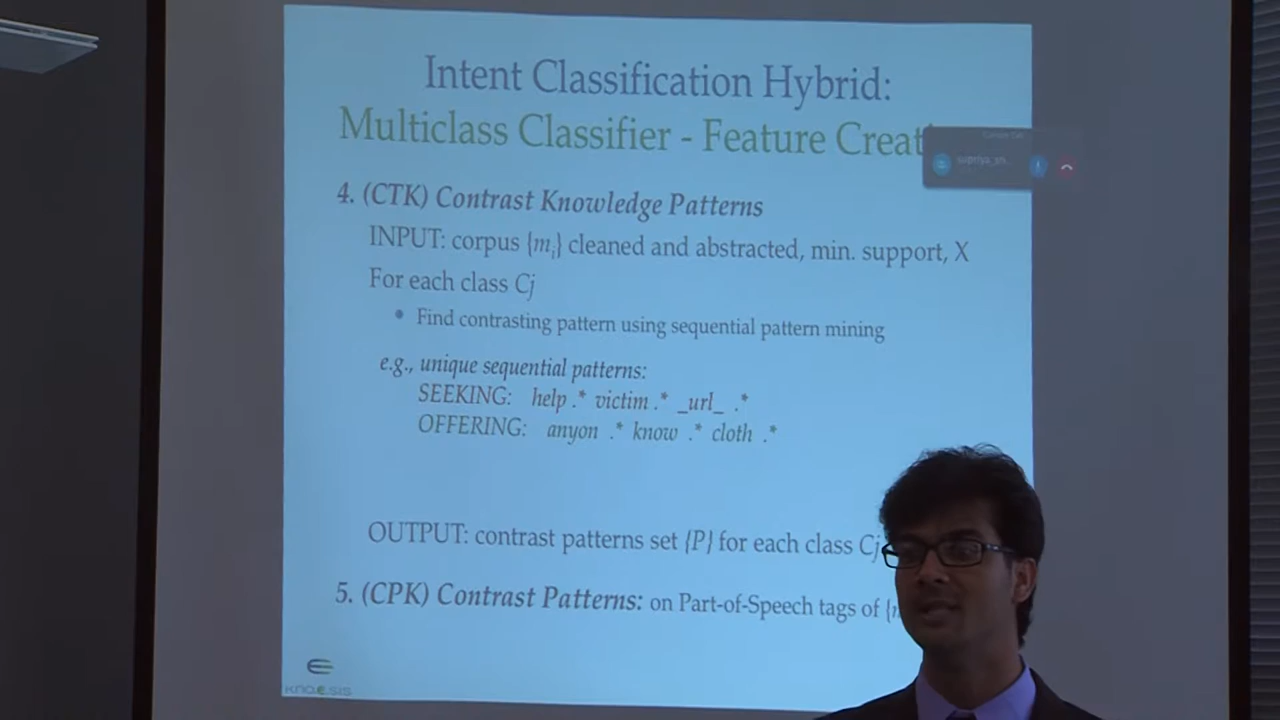 Intent Classification Hybrid:
Multiclass Classifier - Feature Creat
4. (CTK) Contrast Knowledge Patterns
INPUT: corpus {mi} cleaned and abstracted, min. support, X
For each class Cj
• Find contrasting pattern using sequential pattern mining
e.g., unique sequential patterns:
SEEKING: help .* victim .* _url_ .*
OFFERING: anyon .* know .* cloth .*
OUTPUT: contrast patterns set {P} for each class Cj
5. (CPK) Contrast Patterns: on Part-of-Speech tags of {
KNO.E.SIS